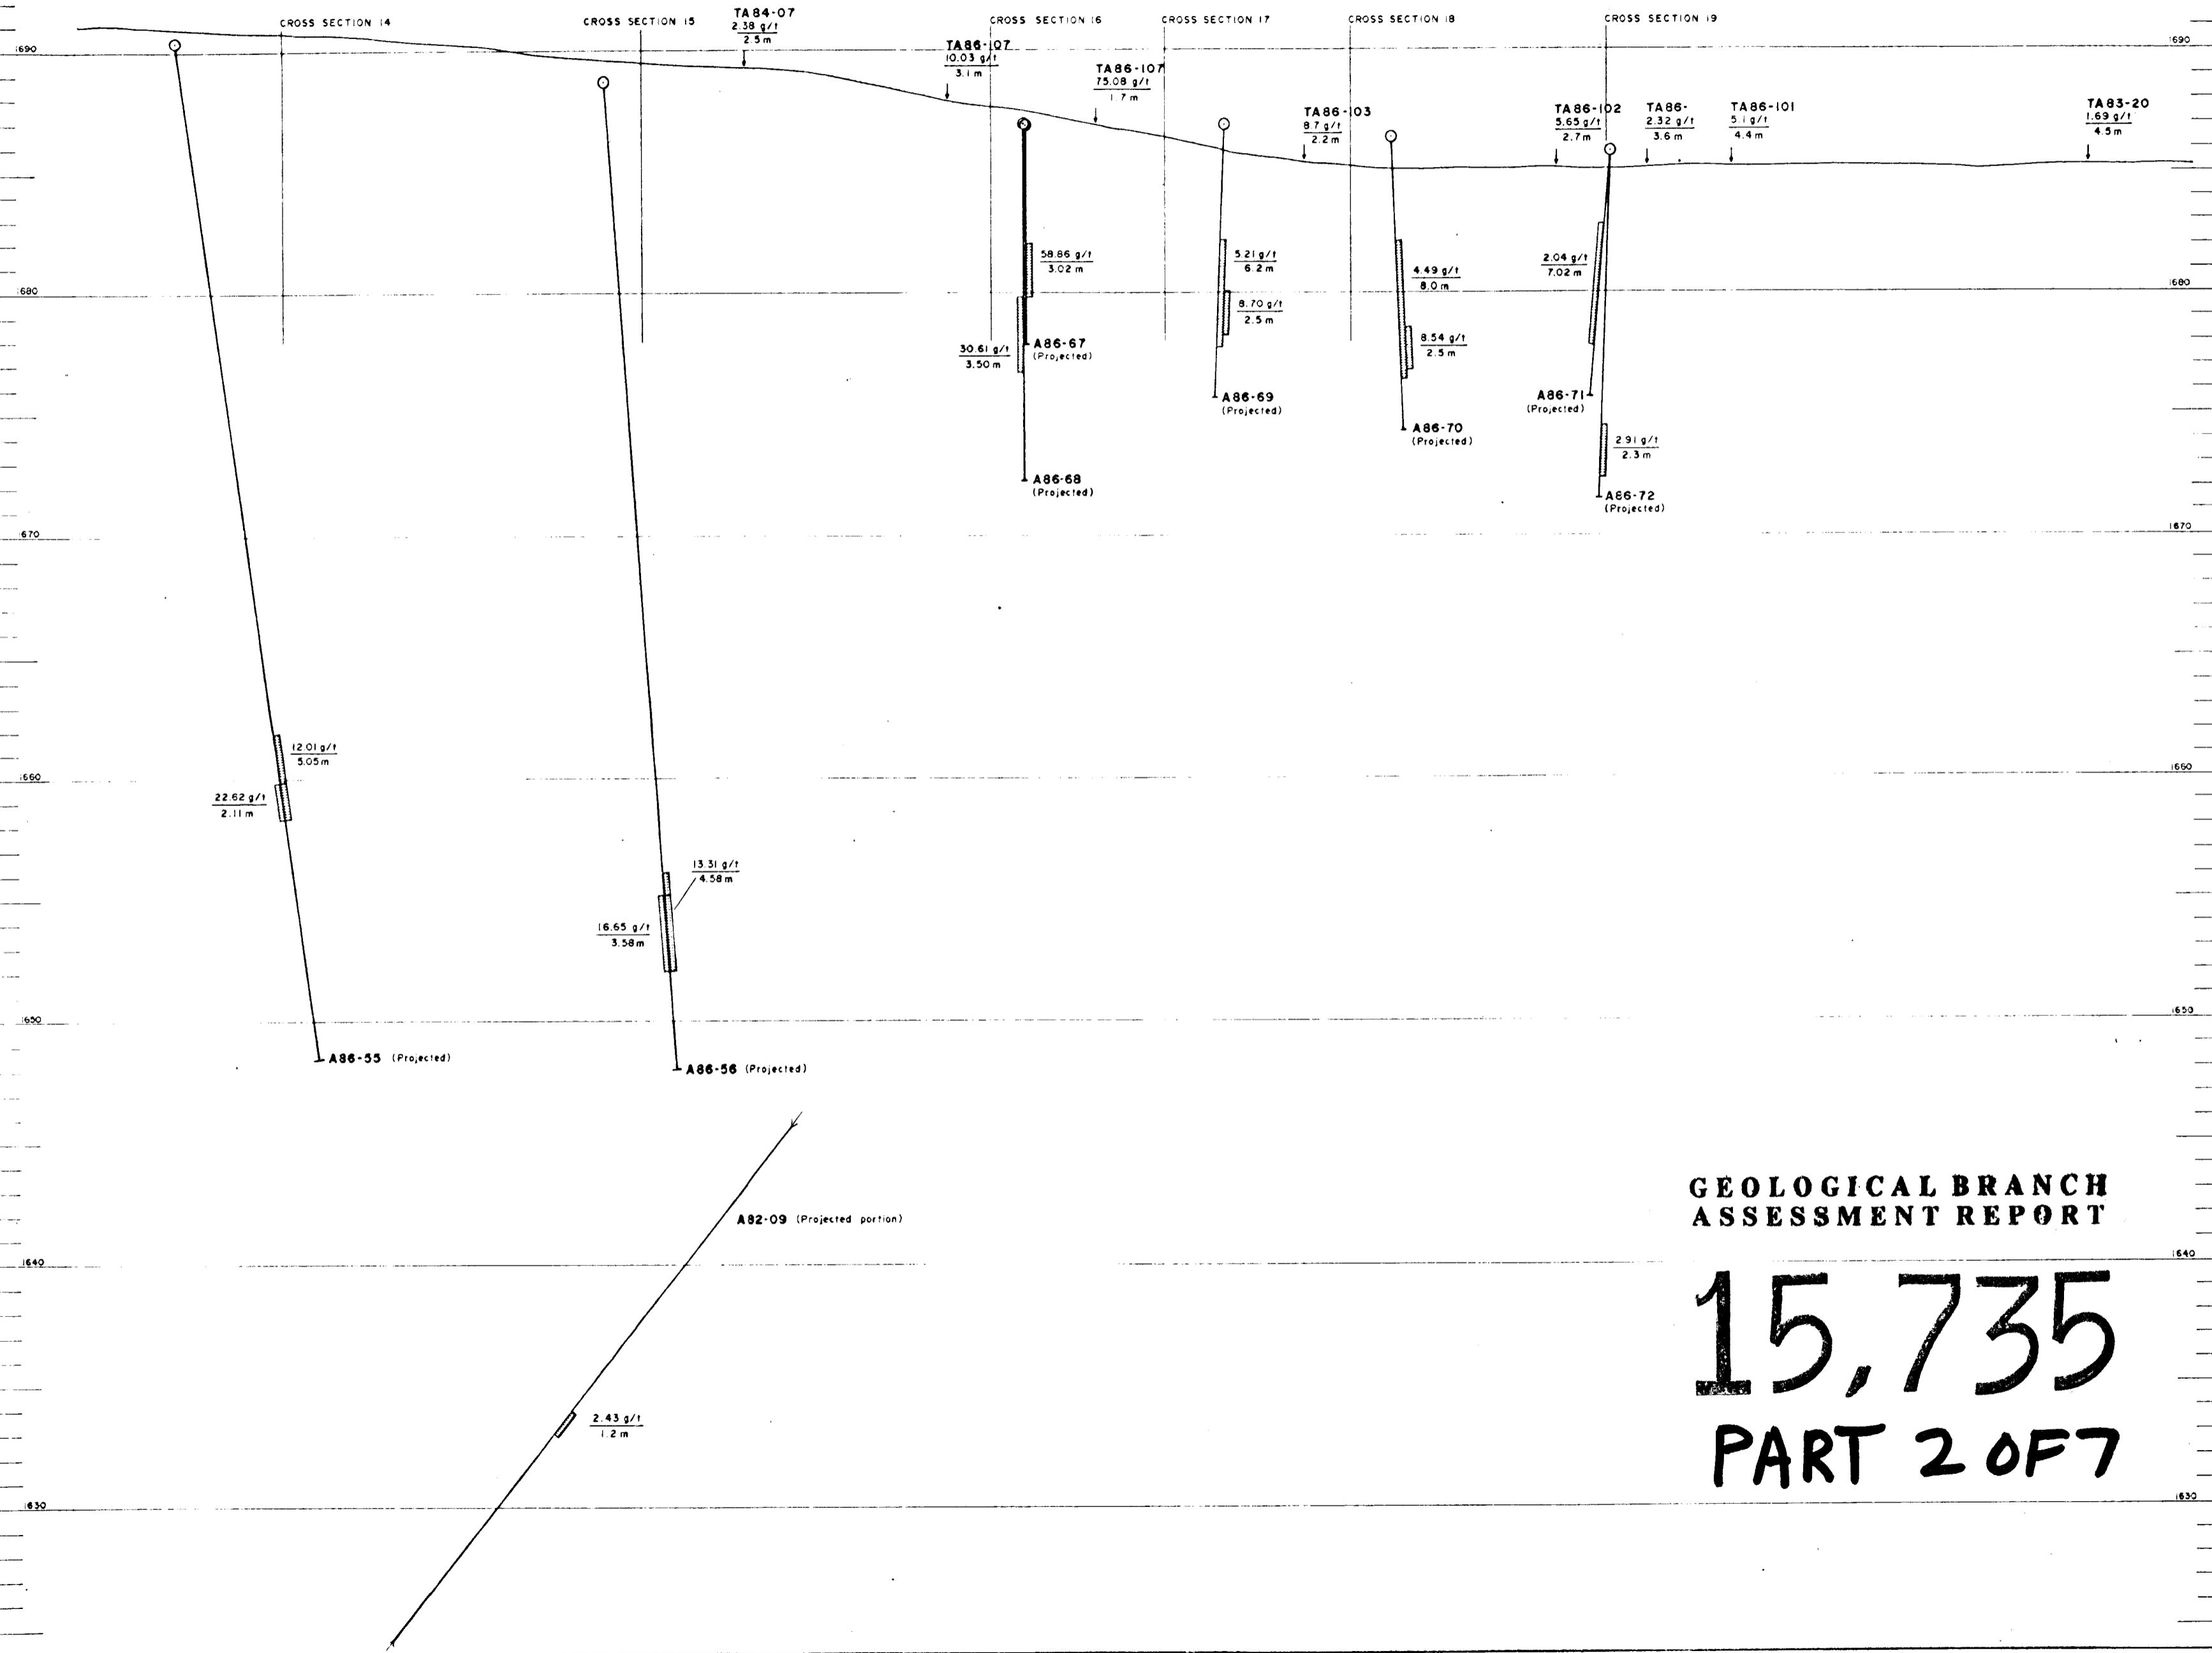 CROSS SECTION 14
CROSS SECTION 15
TA84-07
2.38 g/t
2.5 m
CROSS SECTION 16
CROSS SECTION 17
CROSS SECTION 18
CROSS SECTION 19
1690
1690
TA86-107
10.03 g/t
3.1 m
TA86-107
75.08 g/t
1.7 m
TA86-103
8.7 g/t
2.2 m
TA86-102
5.65 g/t
2.7 m
TA86-
2.32 g/t
3.6 m
TA86-101
5.1 g/t
4.4 m
TA83-20
1.69 g/t
4.5 m
58.86 g/t
3.02 m
5.21 g/t
6.2 m
4.49 g/t
8.0 m
2.04 g/t
7.02 m
1680
1680
8.70 g/t
2.5 m
30.61 g/t
3.50 m
A86-67
(Projected)
8.54 g/t
2.5 m
A86-69
(Projected)
A86-71
(Projected)
A86-70
(Projected)
2.91 g/t
2.3 m
A86-68
(Projected)
A86-72
(Projected)
1670
1670
12.01 g/t
5.05 m
1660
1660
22.62 g/t
2.11 m
13.31 g/t
4.58 m
16.65 g/t
3.58 m
1650
1650
A86-55 (Projected)
A86-56 (Projected)
A82-09 (Projected portion)
GEOLOGICAL BRANCH
ASSESSMENT REPORT
1640
1640
15,735
2.43 g/t
1.2 m
PART 2 OF 7
1630
1630